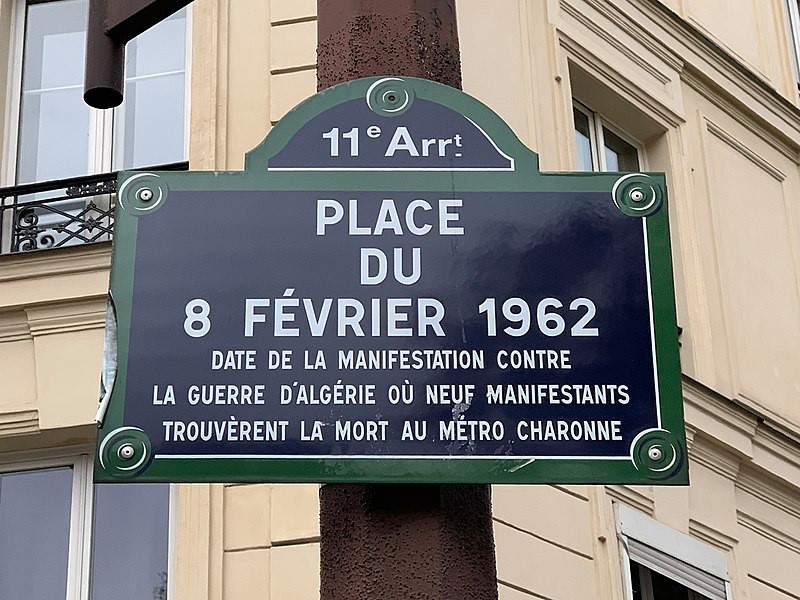 11e Arrt
PLACE
DU
8 FÉVRIER 1962
DATE DE LA MANIFESTATION CONTRE
LA GUERRE D'ALGÉRIE OÙ NEUF MANIFESTANTS
TROUVÈRENT LA MORT AU MÉTRO CHARONNE